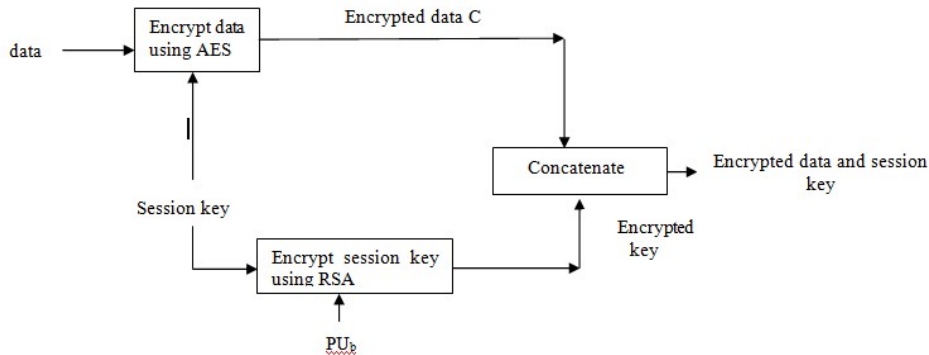 Encrypted data C
Encrypt data
using AES
data
Concatenate
Encrypted data and session
key
Session key
Encrypted
key
Encrypt session key
using RSA
PUb